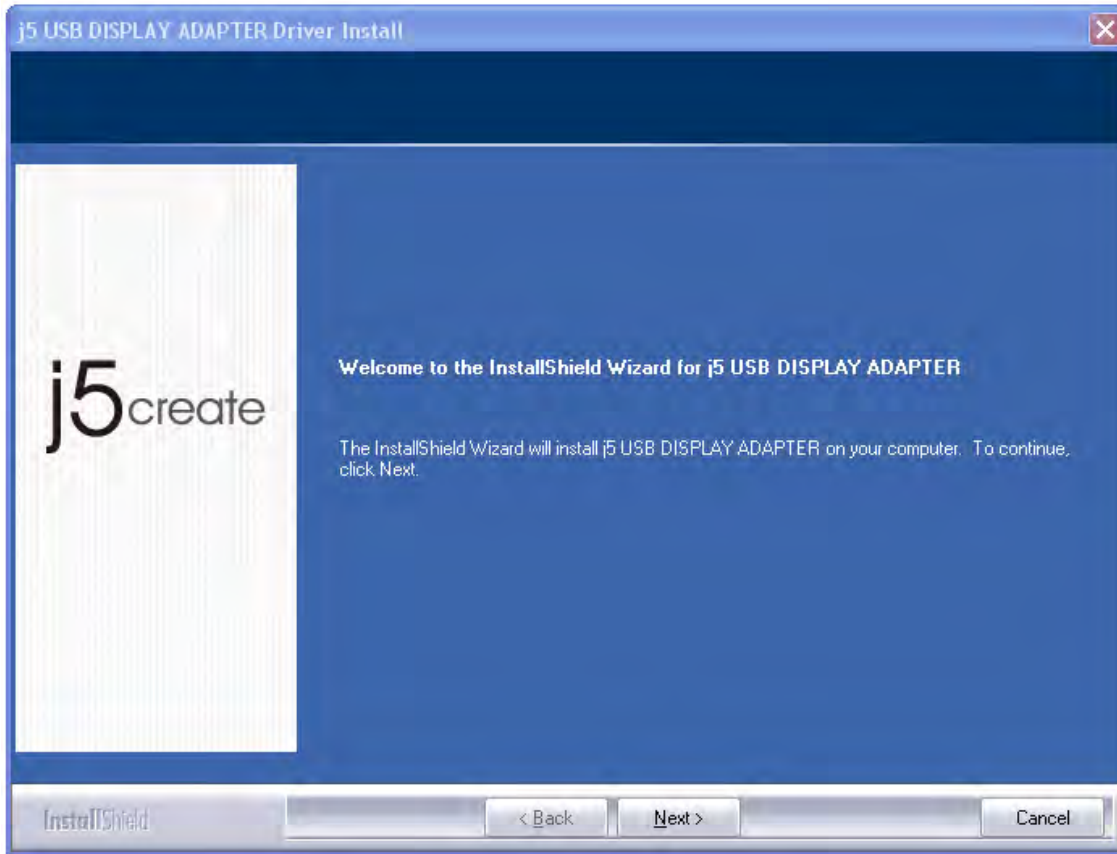 j5 USB DISPLAY ADAPTER Driver Install
j5create
Welcome to the InstallShield Wizard for j5 USB DISPLAY ADAPTER
The InstallShield Wizard will install j5 USB DISPLAY ADAPTER on your computer. To continue,
click Next.
InstallShield
< Back
Next >
Cancel